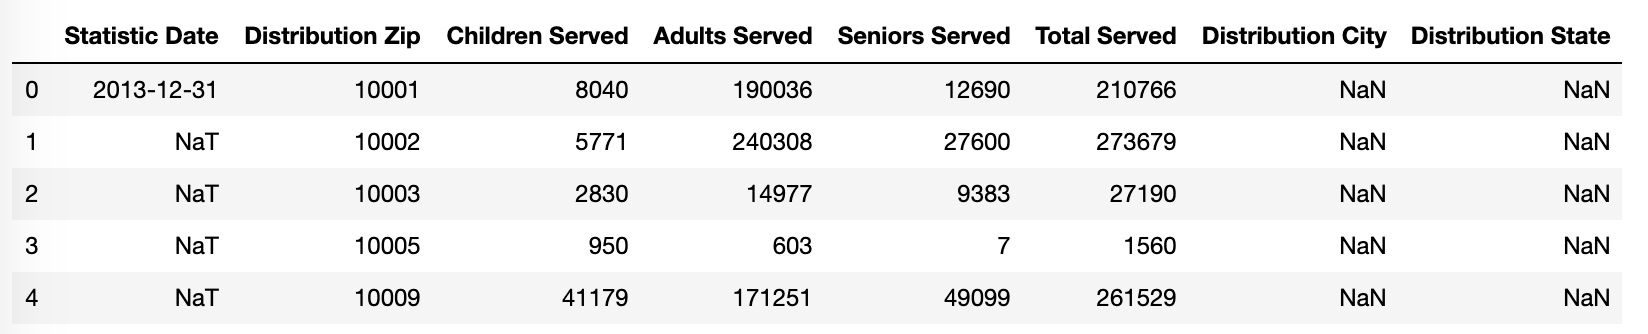 Statistic Date Distribution Zip Children Served Adults Served Seniors Served Total Served Distribution City Distribution State
0 2013-12-31 10001 8040 190036 12690 210766 NaN NaN
1 NaT 10002 5771 240308 27600 273679 NaN NaN
2 NaT 10003 2830 14977 9383 27190 NaN NaN
3 NaT 10005 950 603 7 1560 NaN NaN
4 NaT 10009 41179 171251 49099 261529 NaN NaN